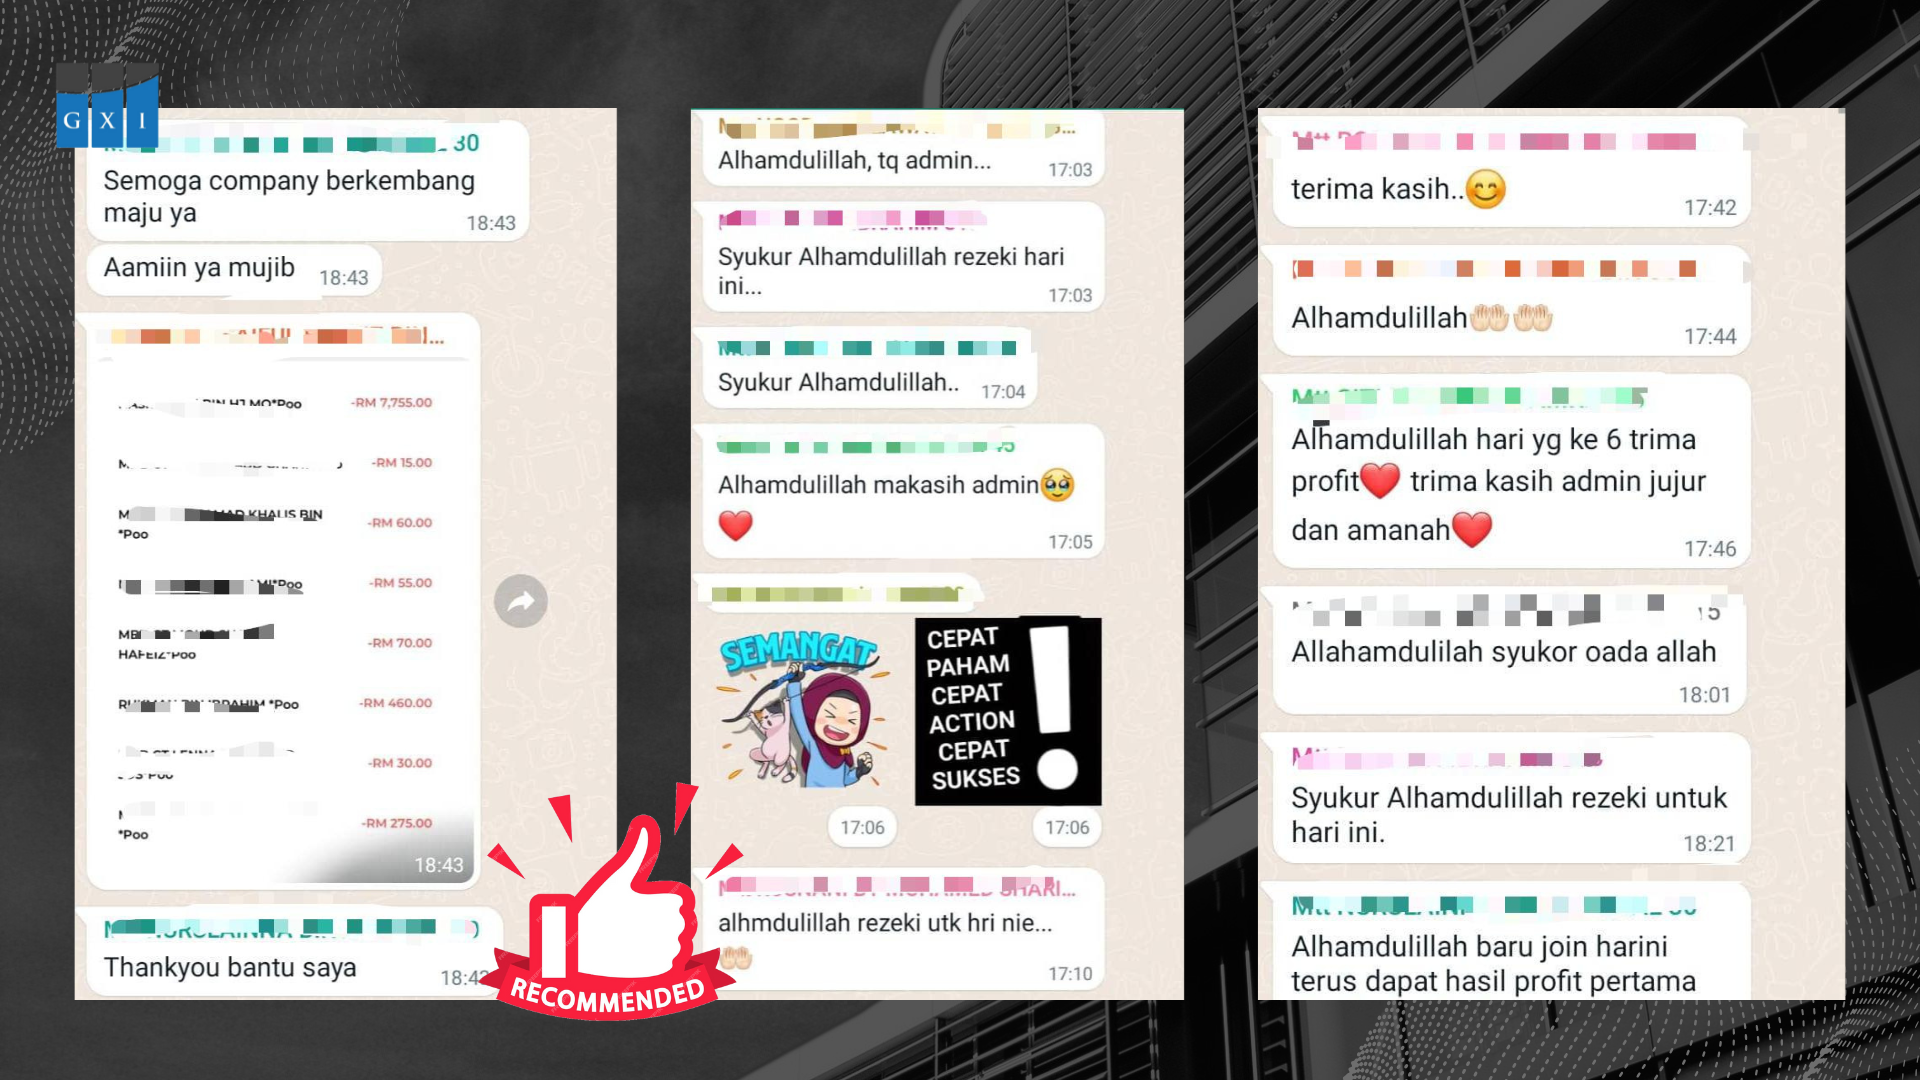 G X I
30
Semoga company berkembang
maju ya
18:43
Aamiin ya mujib 18:43
-RM 7,755.00
-RM 15.00
KHALIS BIN
*Poo -RM 60.00
-RM 55.00
-RM 70.00
*Poo -RM 460.00
-RM 30.00
-RM 275.00
*Poo
18:43
Thankyou bantu saya
RECOMMENDED
Alhamdulillah, tq admin...
17:03
Syukur Alhamdulillah rezeki hari
ini...
17:03
Syukur Alhamdulillah.. 17:04
Alhamdulillah makasih admin🥹
❤️
17:05
SEMANGAT
CEPAT
PAHAM
CEPAT
ACTION
CEPAT
SUKSES
!
17:06
17:06
alhmdulillah rezeki utk hri nie...
🤲🏻
17:10
terima kasih..😊
17:42
Alhamdulillah🤲🏻🤲🏻
17:44
Alhamdulillah hari yg ke 6 trima
profit❤️ trima kasih admin jujur
dan amanah❤️
17:46
Allahamdulilah syukor oada allah
18:01
Syukur Alhamdulillah rezeki untuk
hari ini.
18:21
Alhamdulillah baru join harini
terus dapat hasil profit pertama